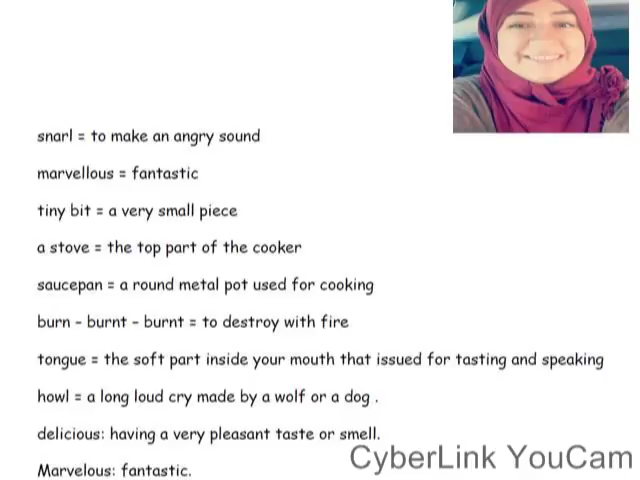 snarl = to make an angry sound
marvellous = fantastic
tiny bit = a very small piece
a stove = the top part of the cooker
saucepan = a round metal pot used for cooking
burn - burnt - burnt = to destroy with fire
tongue = the soft part inside your mouth that issued for tasting and speaking
howl = a long loud cry made by a wolf or a dog .
delicious: having a very pleasant taste or smell.
CyberLink YouCam
Marvelous: fantastic.